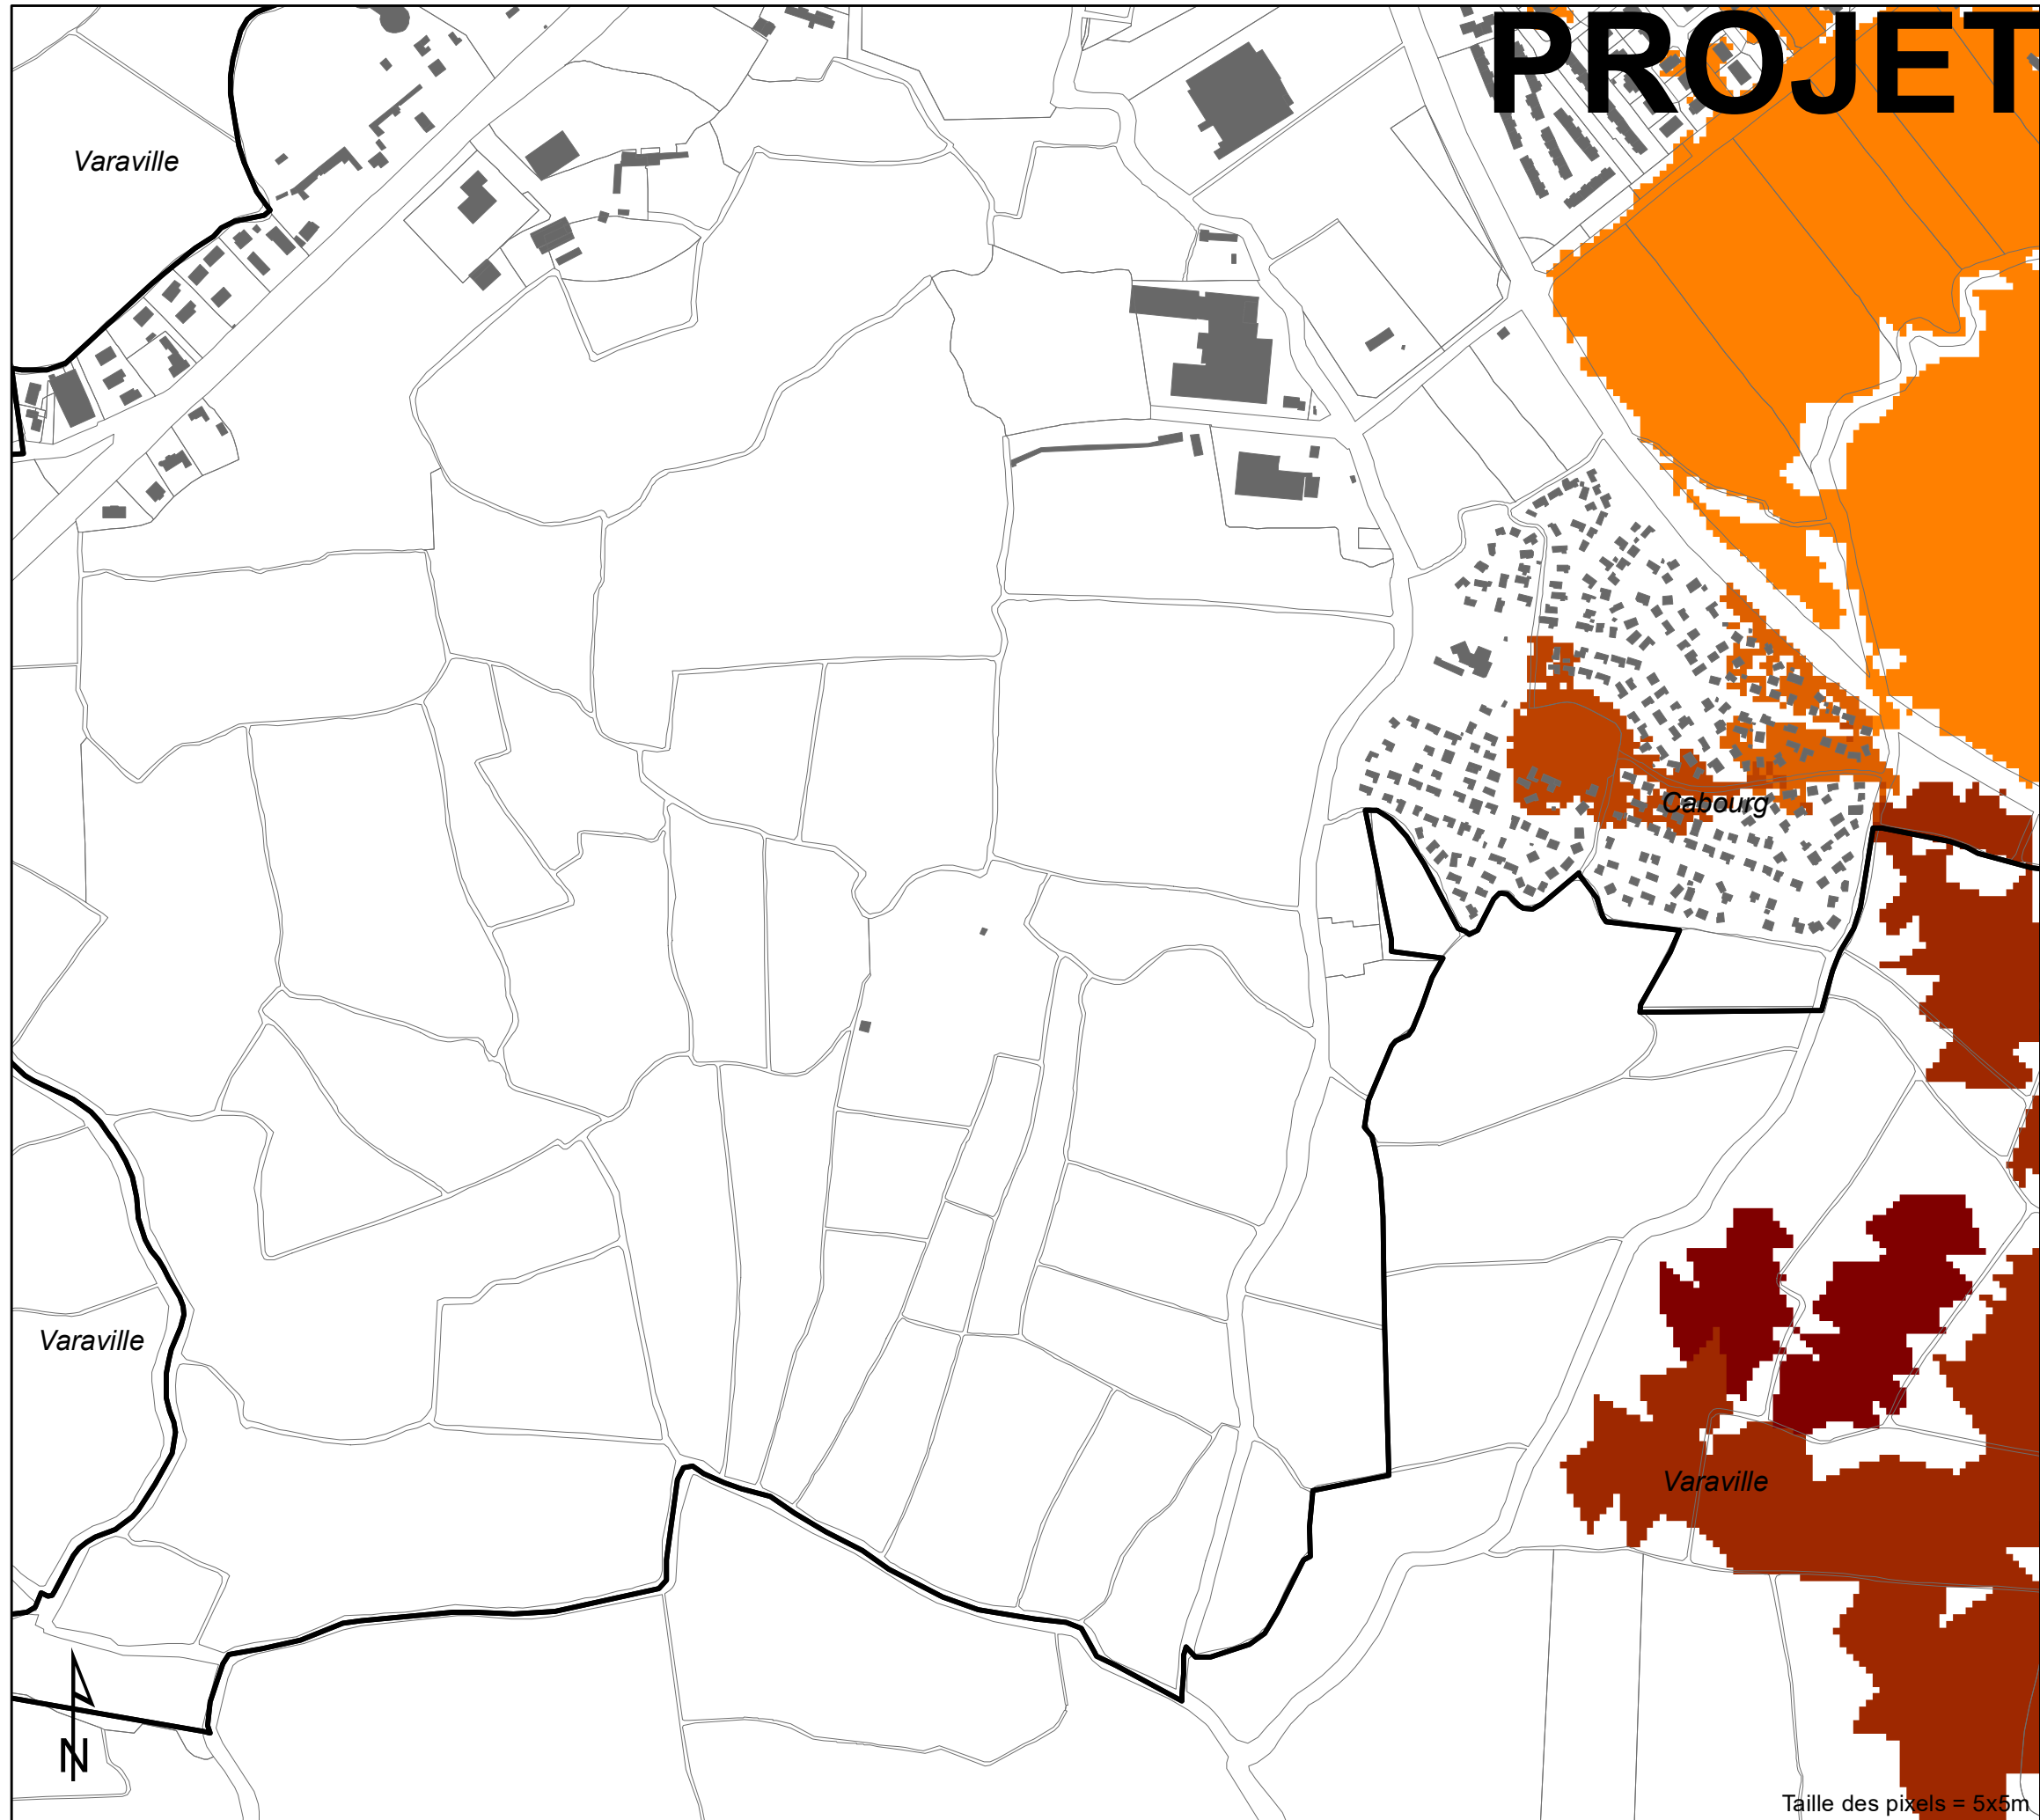 PROJET
Varaville
Cabourg
Varaville
Varaville
N
Taille des pixels = 5x5m